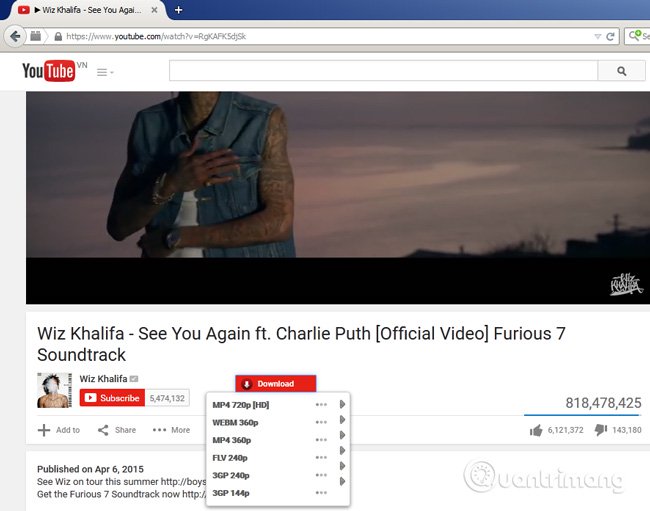 ▶ Wiz Khalifa - See You Agai...
https://www.youtube.com/watch?v=RgKAFK5djSk
Se
YouTube VN
WIZ KHALIFA
Wiz Khalifa - See You Again ft. Charlie Puth [Official Video] Furious 7
Soundtrack
Wiz Khalifa
Subscribe 5,474,132
Download
818,478,425
MP4 720p [HD]
WEBM 360p
MP4 360p
FLV 240p
3GP 240p
3GP 144p
Add to Share More
6,121,372 143,180
Published on Apr 6, 2015
See Wiz on tour this summer http://boys
Get the Furious 7 Soundtrack now http://
Quantrimang